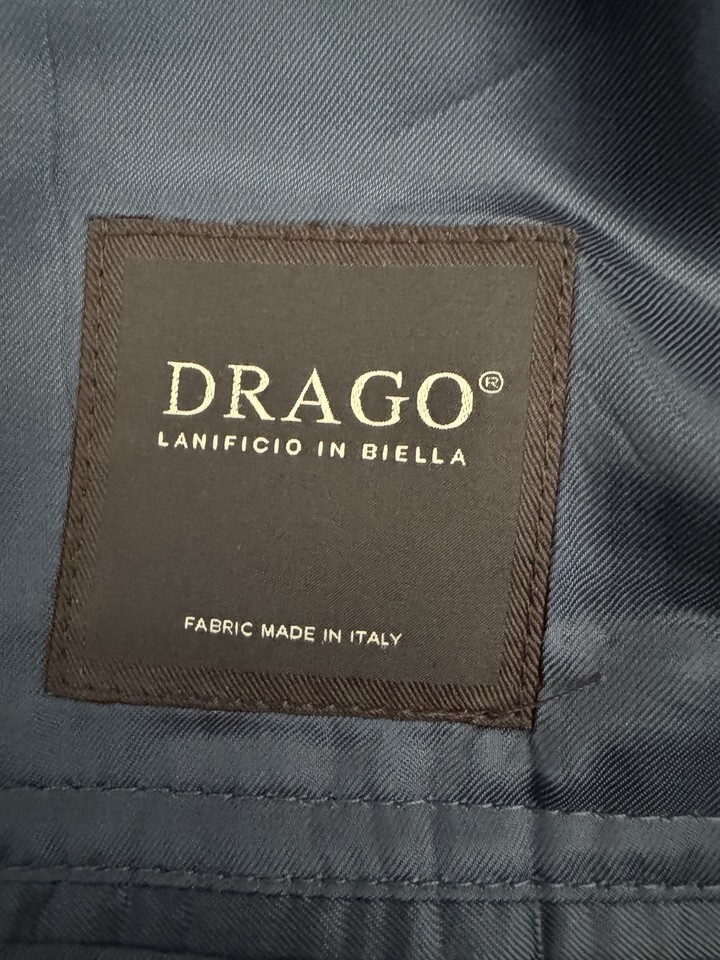 DRAGO®
LANIFICIO IN BIELLA
FABRIC MADE IN ITALY